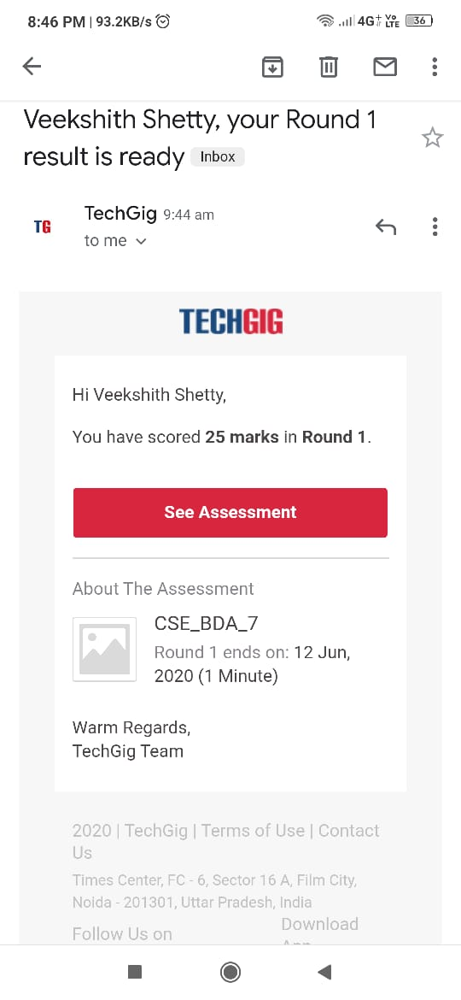 8:46 PM | 93.2KB/s
4G+ Vo LTE 36
Veekshith Shetty, your Round 1
result is ready Inbox
TG
TechGig 9:44 am
to me
TECHGIG
Hi Veekshith Shetty,
You have scored 25 marks in Round 1.
See Assessment
About The Assessment
CSE_BDA_7
Round 1 ends on: 12 Jun,
2020 (1 Minute)
Warm Regards,
TechGig Team
2020 | TechGig | Terms of Use | Contact
Us
Times Center, FC - 6, Sector 16 A, Film City,
Noida - 201301, Uttar Pradesh, India
Follow Us on
Download